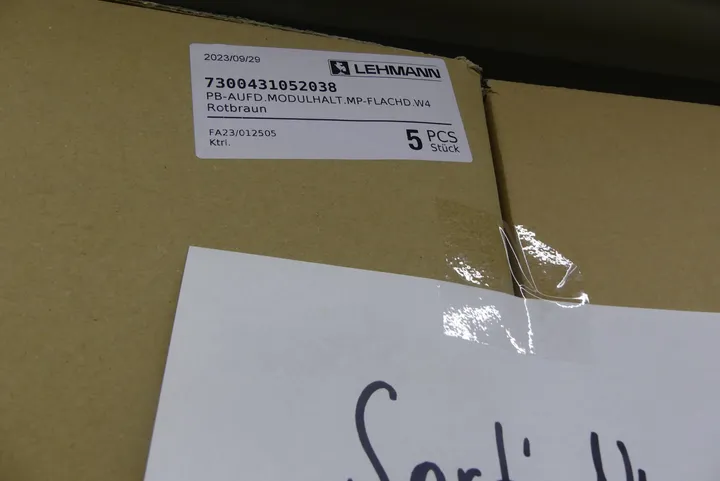 2023/09/29
LEHMANN
7300431052038
PB-AUFD.MODULHALT.MP-FLACHD.W4
Rotbraun
FA23/012505
Ktrl.
5 PCS
Stück